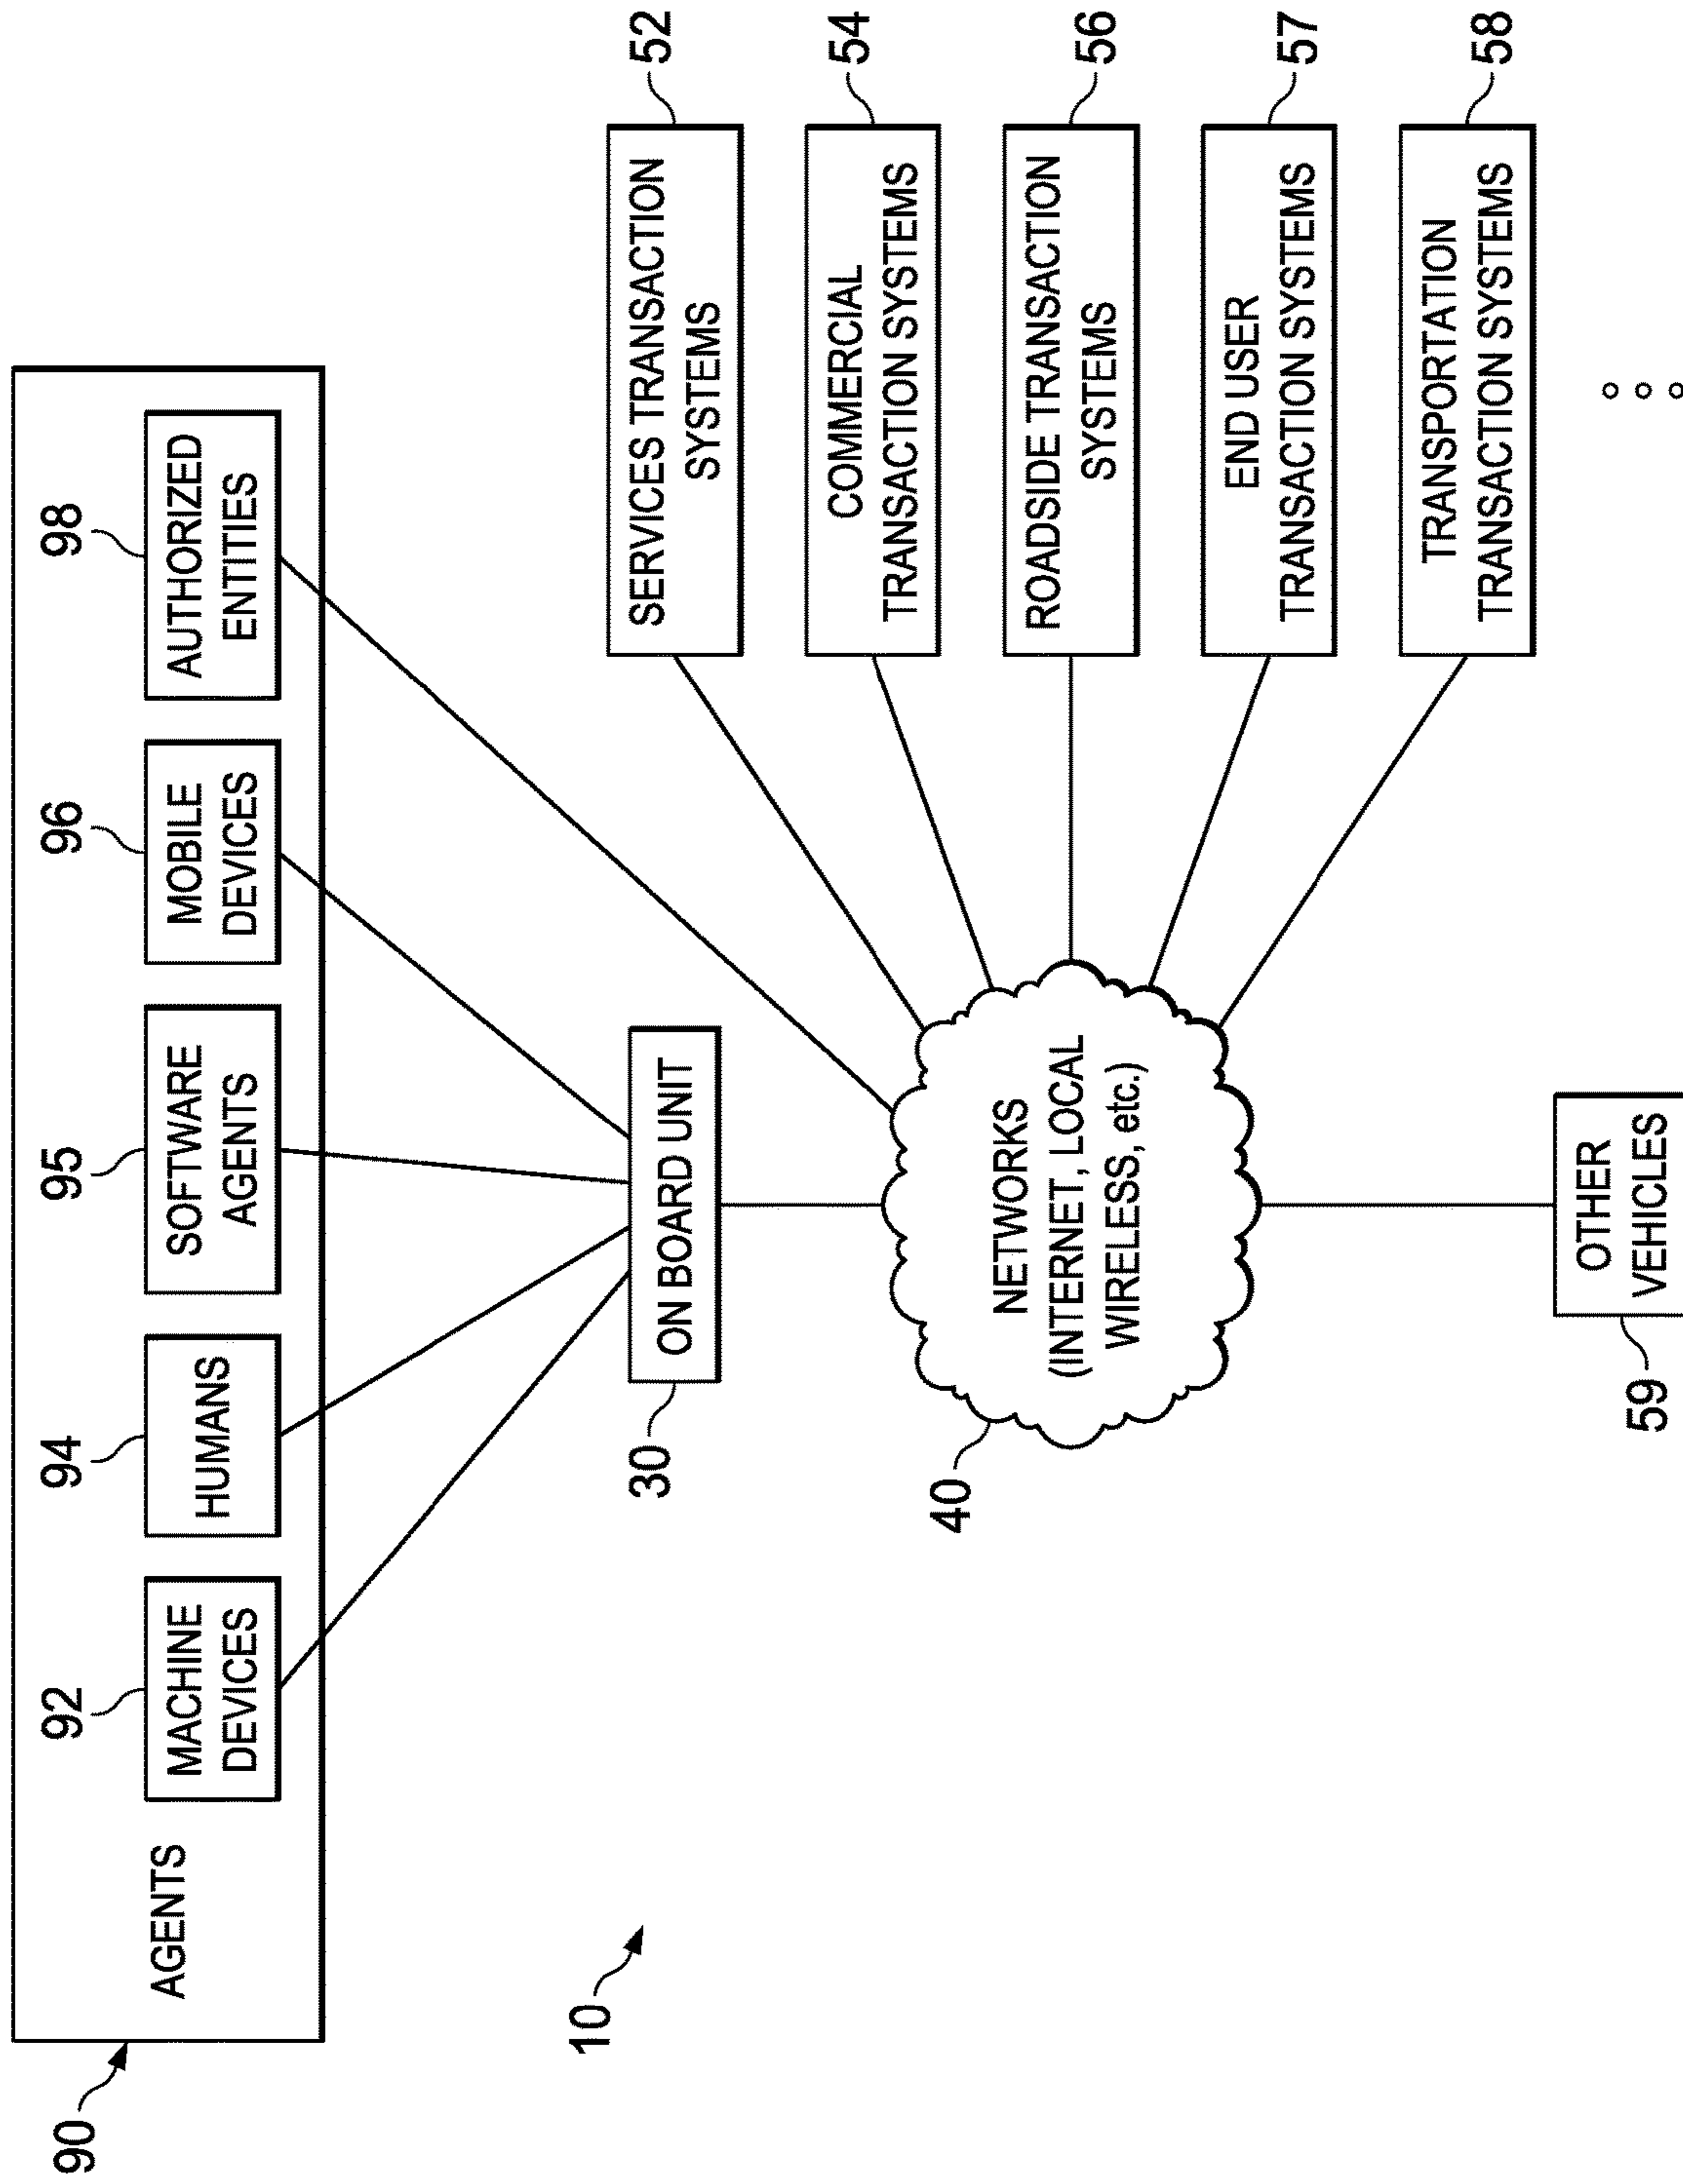 90
AGENTS
92
MACHINE
DEVICES
94
HUMANS
95
SOFTWARE
AGENTS
96
MOBILE
DEVICES
98
AUTHORIZED
ENTITIES
10
30
ON BOARD UNIT
40
NETWORKS
(INTERNET, LOCAL
WIRELESS, etc.)
SERVICES TRANSACTION
SYSTEMS
52
COMMERCIAL
TRANSACTION SYSTEMS
54
ROADSIDE TRANSACTION
SYSTEMS
56
END USER
TRANSACTION SYSTEMS
57
TRANSPORTATION
TRANSACTION SYSTEMS
58
59
OTHER
VEHICLES